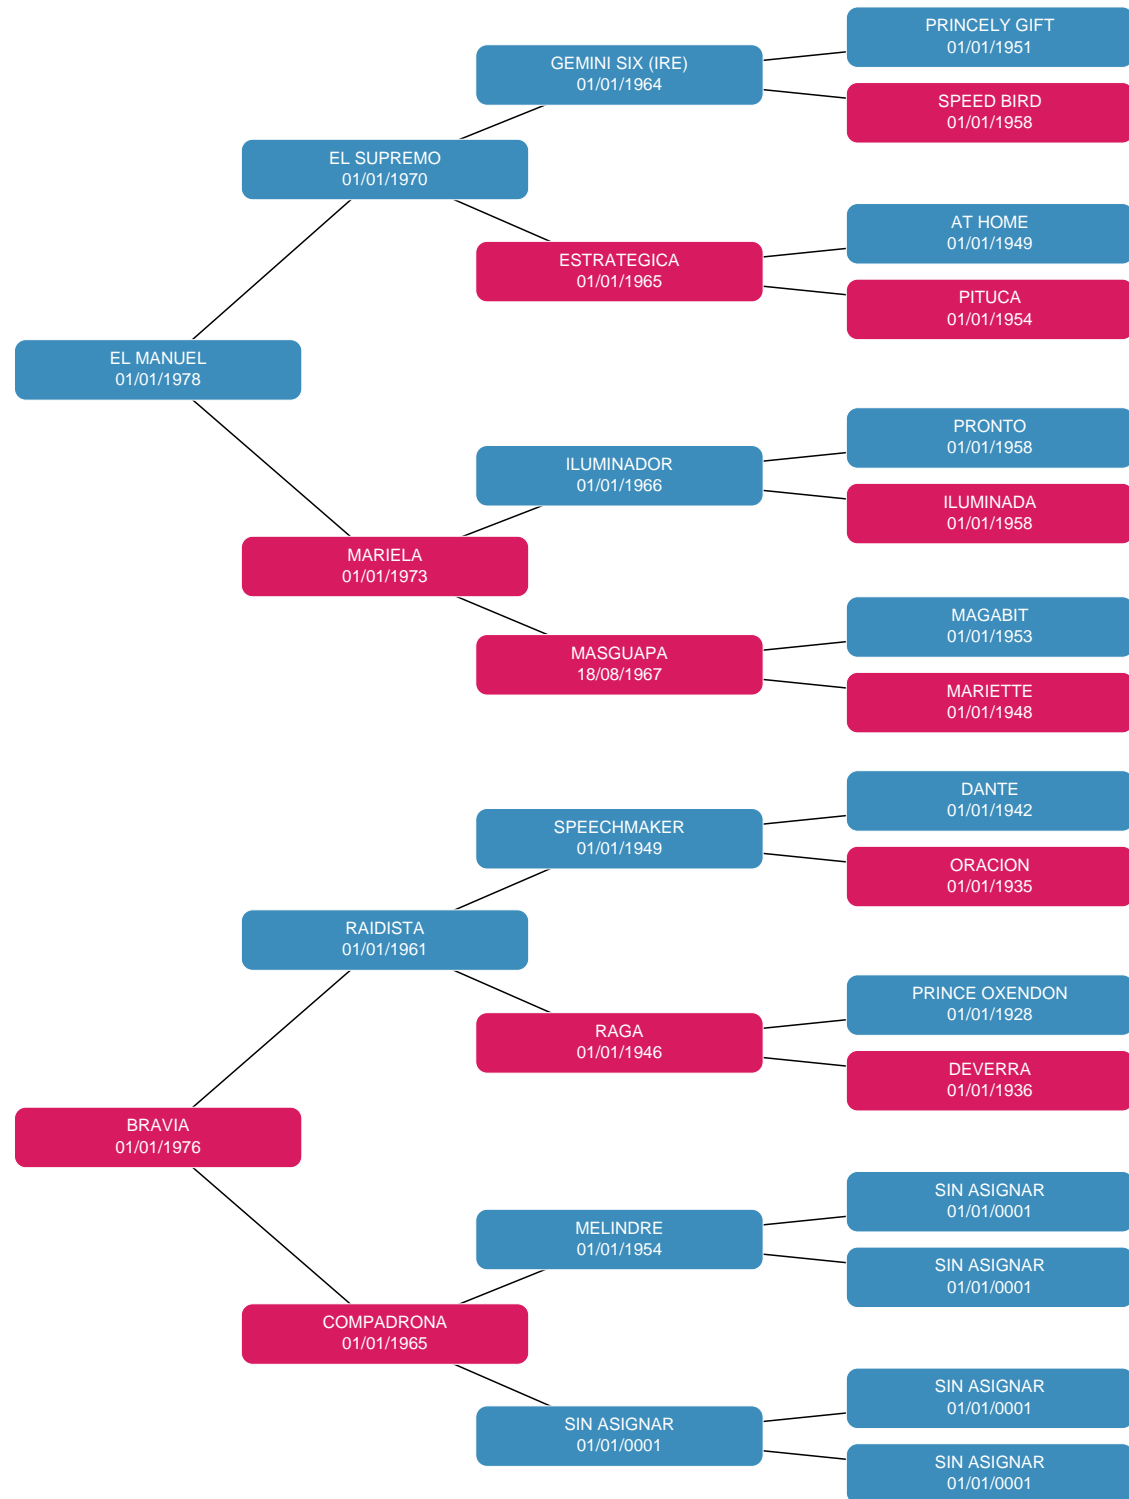 PRINCELY GIFT
01/01/1951
GEMINI SIX (IRE)
01/01/1964
SPEED BIRD
01/01/1958
EL SUPREMO
01/01/1970
AT HOME
01/01/1949
ESTRATEGICA
01/01/1965
PITUCA
01/01/1954
EL MANUEL
01/01/1978
PRONTO
01/01/1958
ILUMINADOR
01/01/1966
ILUMINADA
01/01/1958
MARIELA
01/01/1973
MAGABIT
01/01/1953
MASGUAPA
18/08/1967
MARIETTE
01/01/1948
DANTE
01/01/1942
SPEECHMAKER
01/01/1949
ORACION
01/01/1935
RAIDISTA
01/01/1961
PRINCE OXENDON
01/01/1928
RAGA
01/01/1946
DEVERRA
01/01/1936
BRAVIA
01/01/1976
SIN ASIGNAR
01/01/0001
MELINDRE
01/01/1954
SIN ASIGNAR
01/01/0001
COMPADRONA
01/01/1965
SIN ASIGNAR
01/01/0001
SIN ASIGNAR
01/01/0001
SIN ASIGNAR
01/01/0001